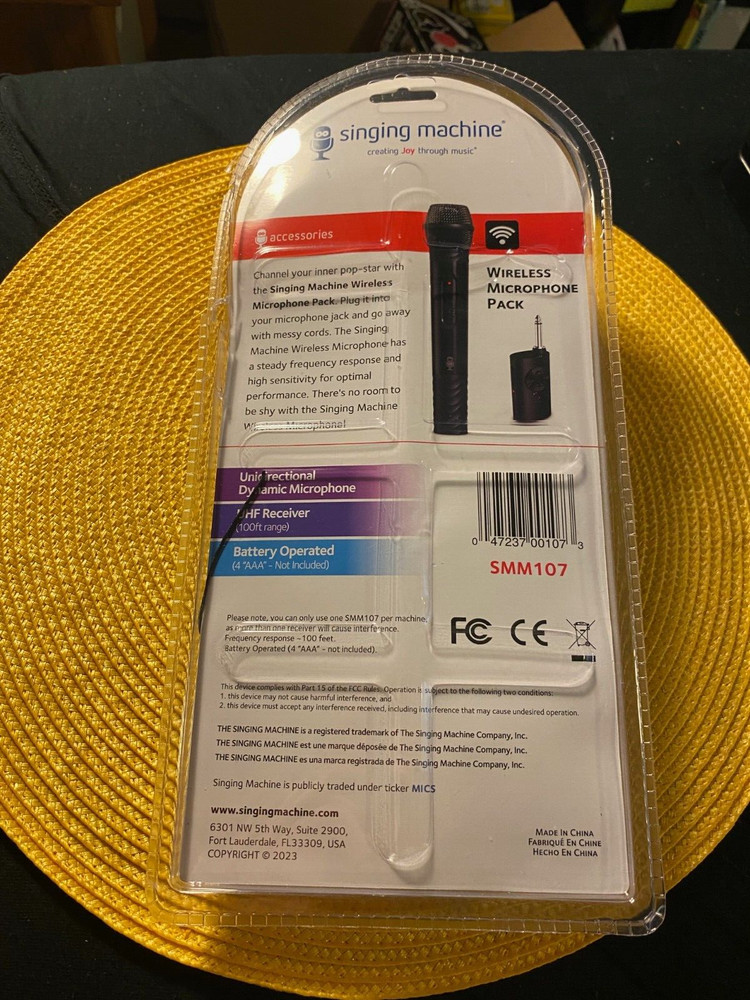 singing machine®
creating Joy through music®
accessories
Channel your inner pop-star with
the Singing Machine Wireless
Microphone Pack. Plug it into
your microphone jack and go away
with messy cords. The Singing
Machine Wireless Microphone has
a steady frequency response and
high sensitivity for optimal
performance. There's no room to
be shy with the Singing Machine
Wireless Microphone!
WIRELESS
MICROPHONE
PACK
Unidirectional
Dynamic Microphone
UHF Receiver
(100ft range)
Battery Operated
(4 "AAA" - Not Included)
0 47237 00107 3
SMM107
Please note, you can only use one SMM107 per machine,
as more than one receiver will cause interference.
Frequency response ~100 feet.
Battery Operated (4 "AAA" - not included)
FC CE
This device complies with Part 15 of the FCC Rules. Operation is subject to the following two conditions:
1. this device may not cause harmful interference, and
2. this device must accept any interference received, including interference that may cause undesired operation.
THE SINGING MACHINE is a registered trademark of The Singing Machine Company, Inc.
THE SINGING MACHINE est une marque déposée de The Singing Machine Company, Inc.
THE SINGING MACHINE es una marca registrada de The Singing Machine Company, Inc.
Singing Machine is publicly traded under ticker MICS
www.singingmachine.com
6301 NW 5th Way, Suite 2900,
Fort Lauderdale, FL33309, USA
COPYRIGHT © 2023
MADE IN CHINA
FABRIQUÉ EN CHINE
HECHO EN CHINA